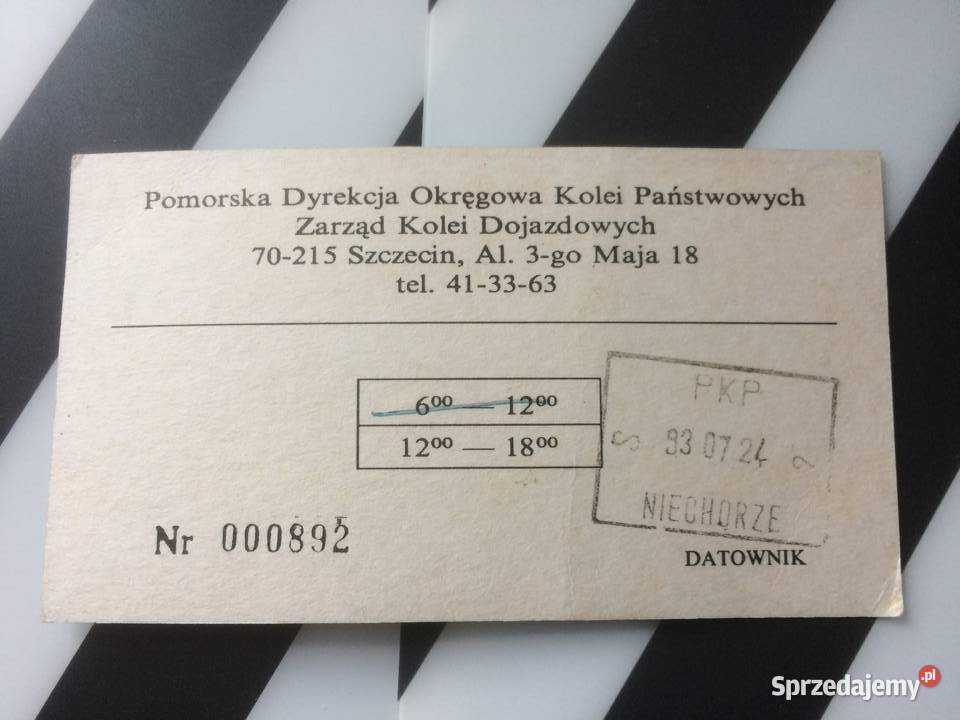 Pomorska Dyrekcja Okręgowa Kolei Państwowych
Zarząd Kolei Dojazdowych
70-215 Szczecin, Al. 3-go Maja 18
tel. 41-33-63
6⁰⁰ — 12⁰⁰
12⁰⁰ — 18⁰⁰
PKP
S 93 07 24 2
NIECHORZE
Nr 000892
DATOWNIK
Sprzedajemy.pl